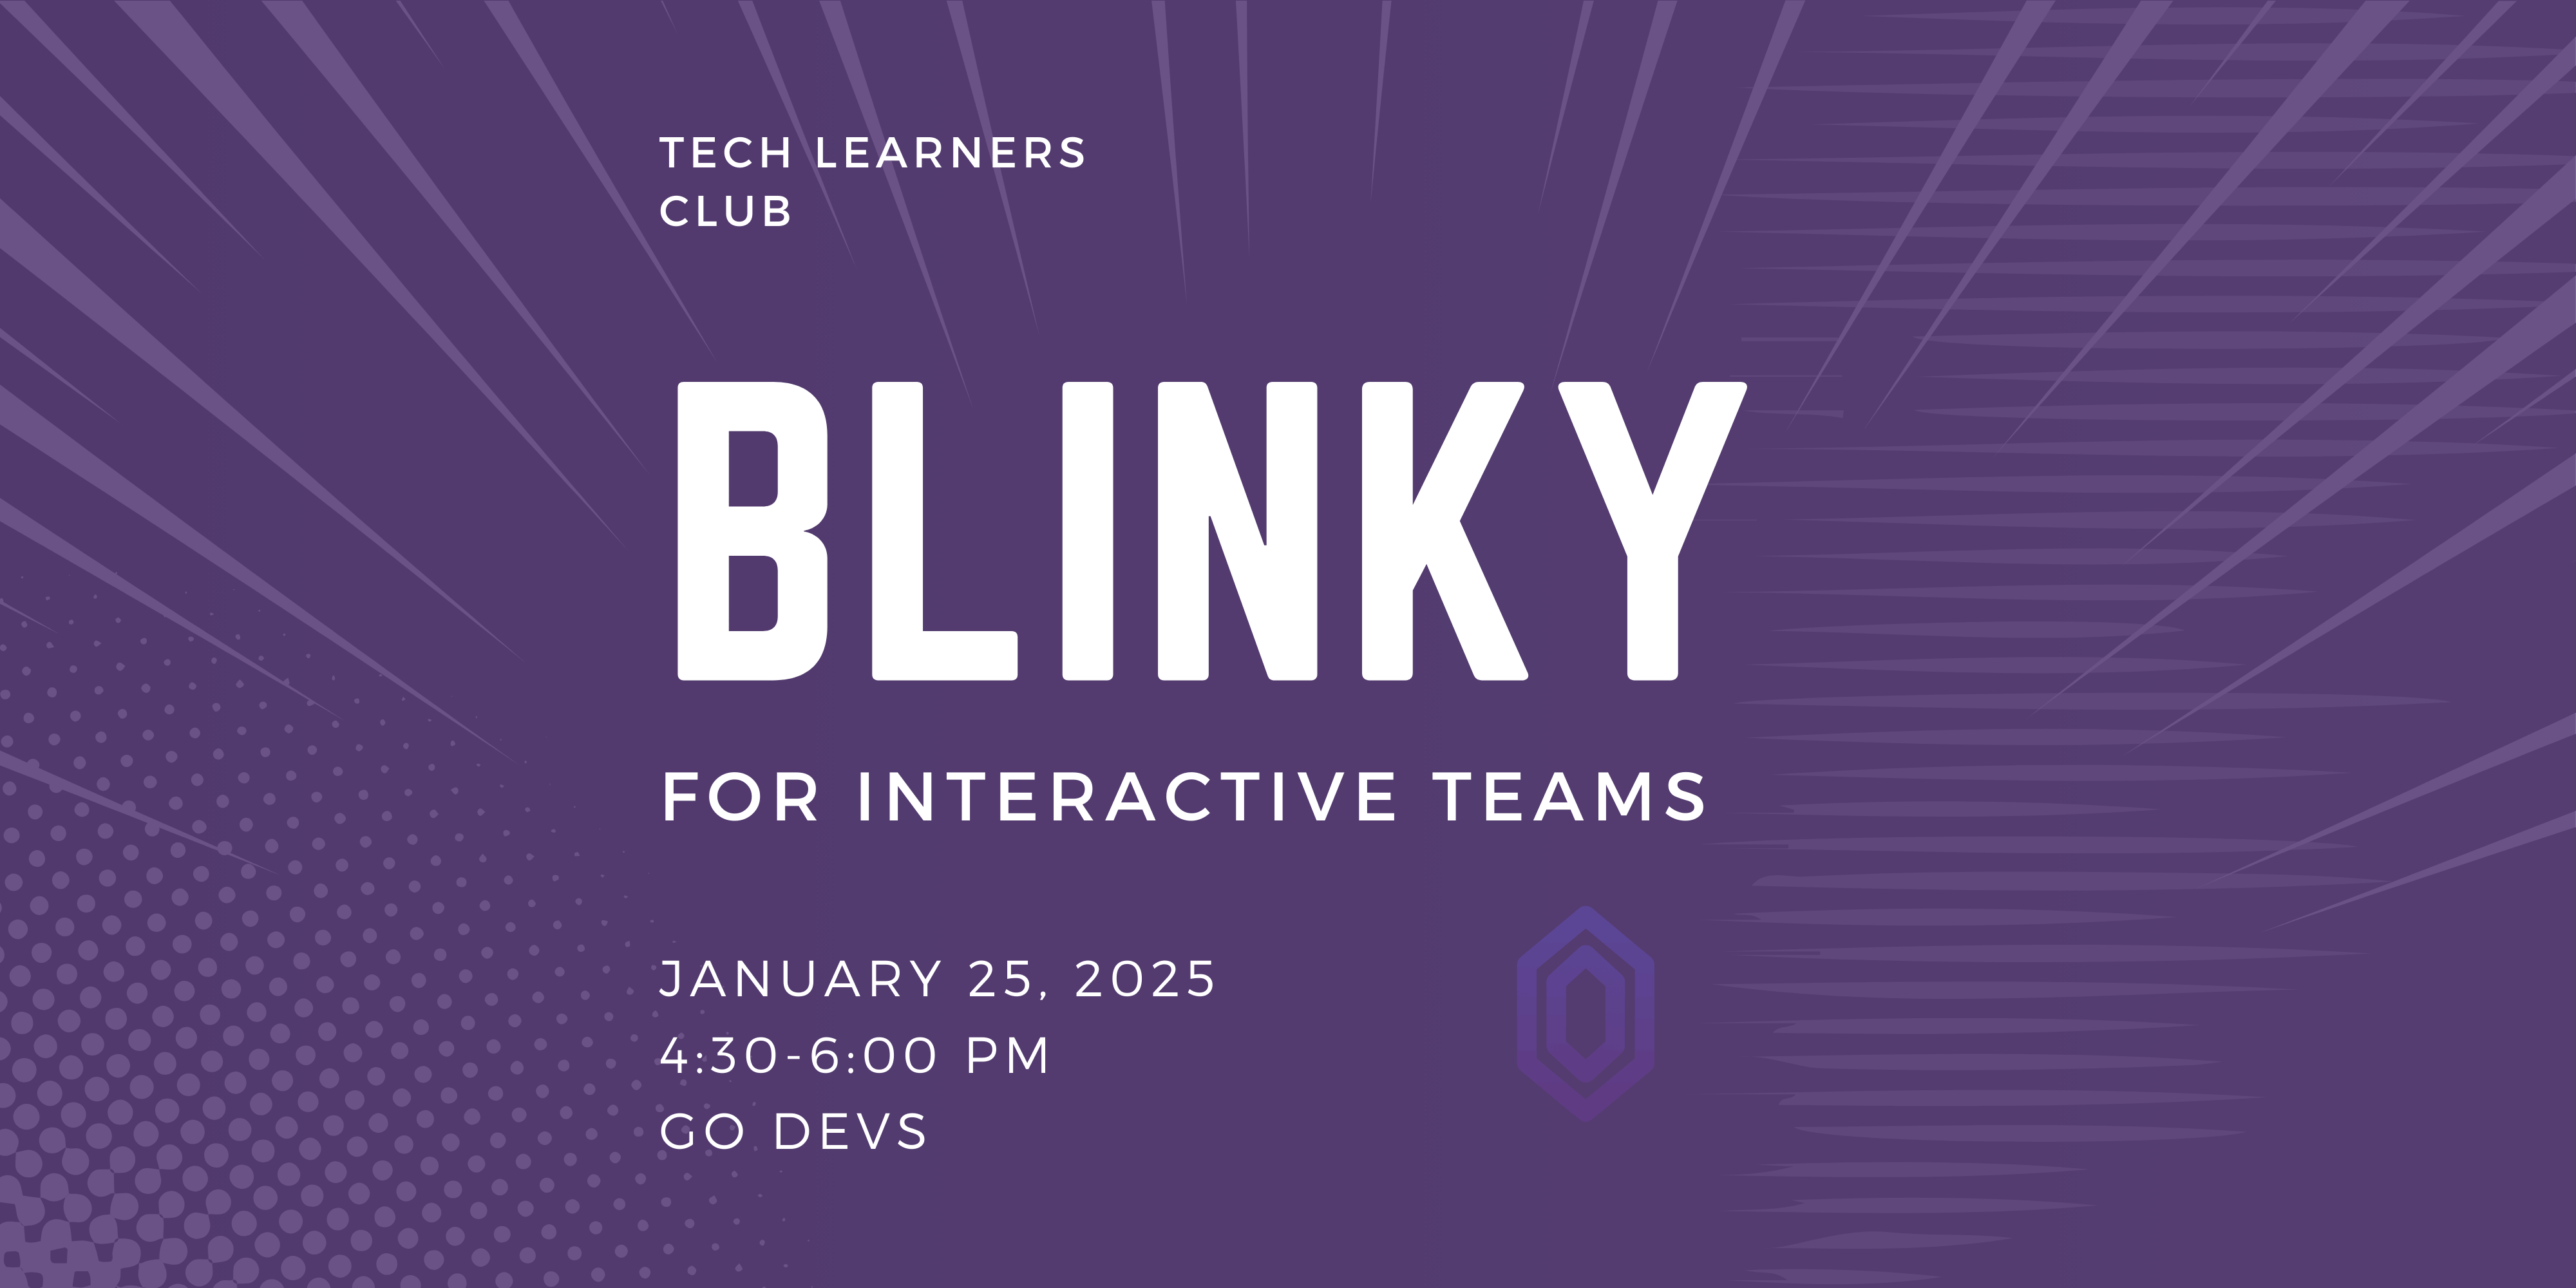 TECH LEARNERS
CLUB
BLINKY
FOR INTERACTIVE TEAMS
JANUARY 25, 2025
4:30-6:00 PM
GO DEVS